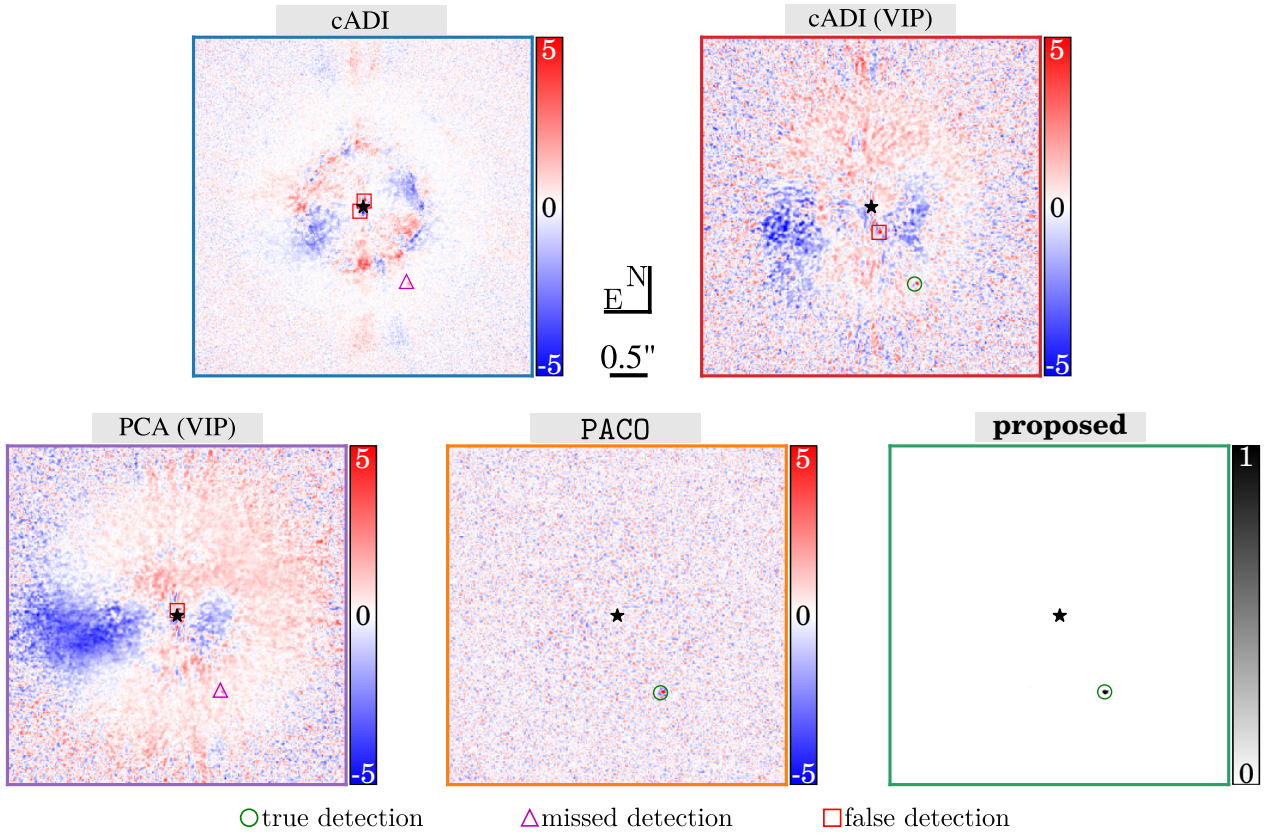 cADI
cADI (VIP)
5
0
-5
5
0
-5
N
E
0.5"
PCA (VIP)
PACO
proposed
5
0
-5
5
0
-5
1
0
true detection
missed detection
false detection